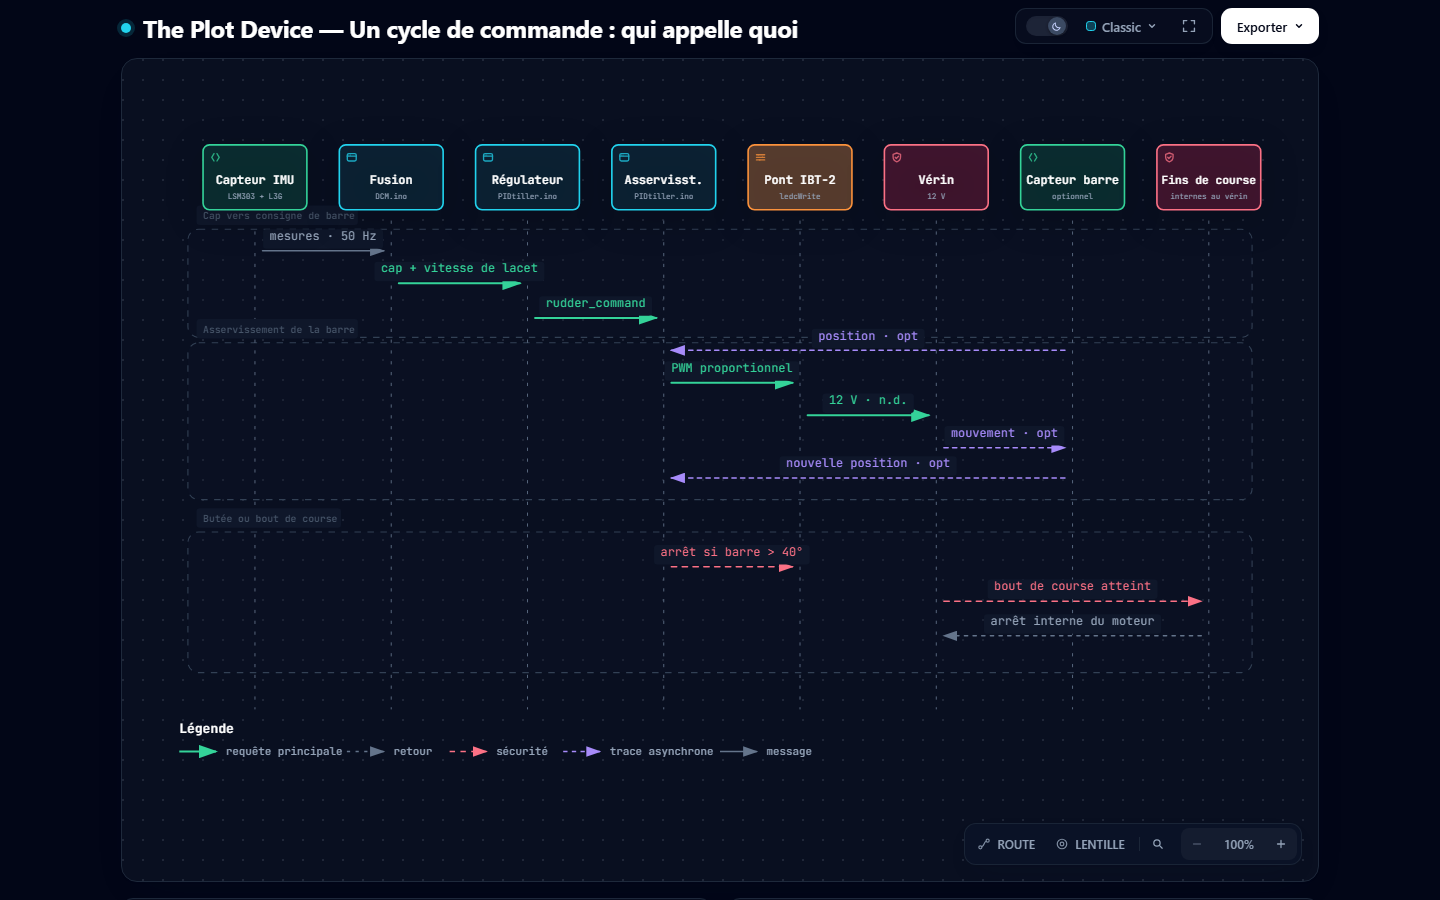 The Plot Device — Un cycle de commande : qui appelle quoi
Classic
Exporter
Capteur IMU
LSM303 + L3G
Fusion
DCM.ino
Régulateur
PIDtiller.ino
Asservisst.
PIDtiller.ino
Pont IBT-2
ledcWrite
Vérin
12 V
Capteur barre
optionnel
Fins de course
internes au vérin
Cap vers consigne de barre
mesures · 50 Hz
cap + vitesse de lacet
rudder_command
Asservissement de la barre
position · opt
PWM proportionnel
12 V · n.d.
mouvement · opt
nouvelle position · opt
Butée ou bout de course
arrêt si barre > 40°
bout de course atteint
arrêt interne du moteur
Légende
requête principale
retour
sécurité
trace asynchrone
message
ROUTE
LENTILLE
100%